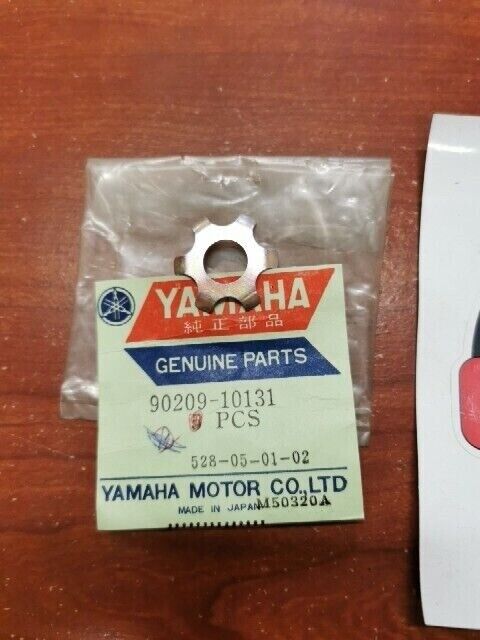 YAMAHA
純正部品
GENUINE PARTS
90209-10131
PCS
528-05-01-02
YAMAHA MOTOR CO.,LTD
MADE IN JAPAN M50320A